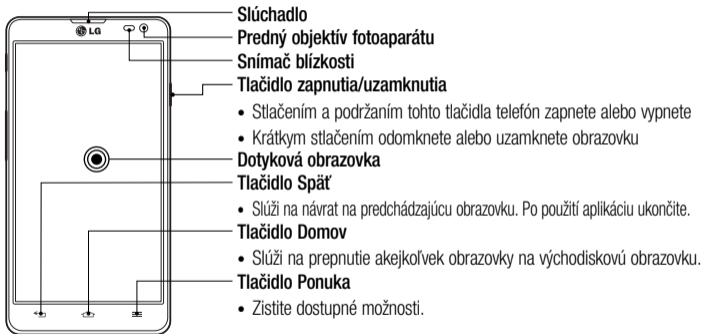 LG
Slúchadlo
Predný objektív fotoaparátu
Snímač blízkosti
Tlačidlo zapnutia/uzamknutia
• Stlačením a podržaním tohto tlačidla telefón zapnete alebo vypnete
• Krátkym stlačením odomknete alebo uzamknete obrazovku
Dotyková obrazovka
Tlačidlo Späť
• Slúži na návrat na predchádzajúcu obrazovku. Po použití aplikáciu ukončite.
Tlačidlo Domov
• Slúži na prepnutie akejkoľvek obrazovky na východiskovú obrazovku.
Tlačidlo Ponuka
• Zistite dostupné možnosti.